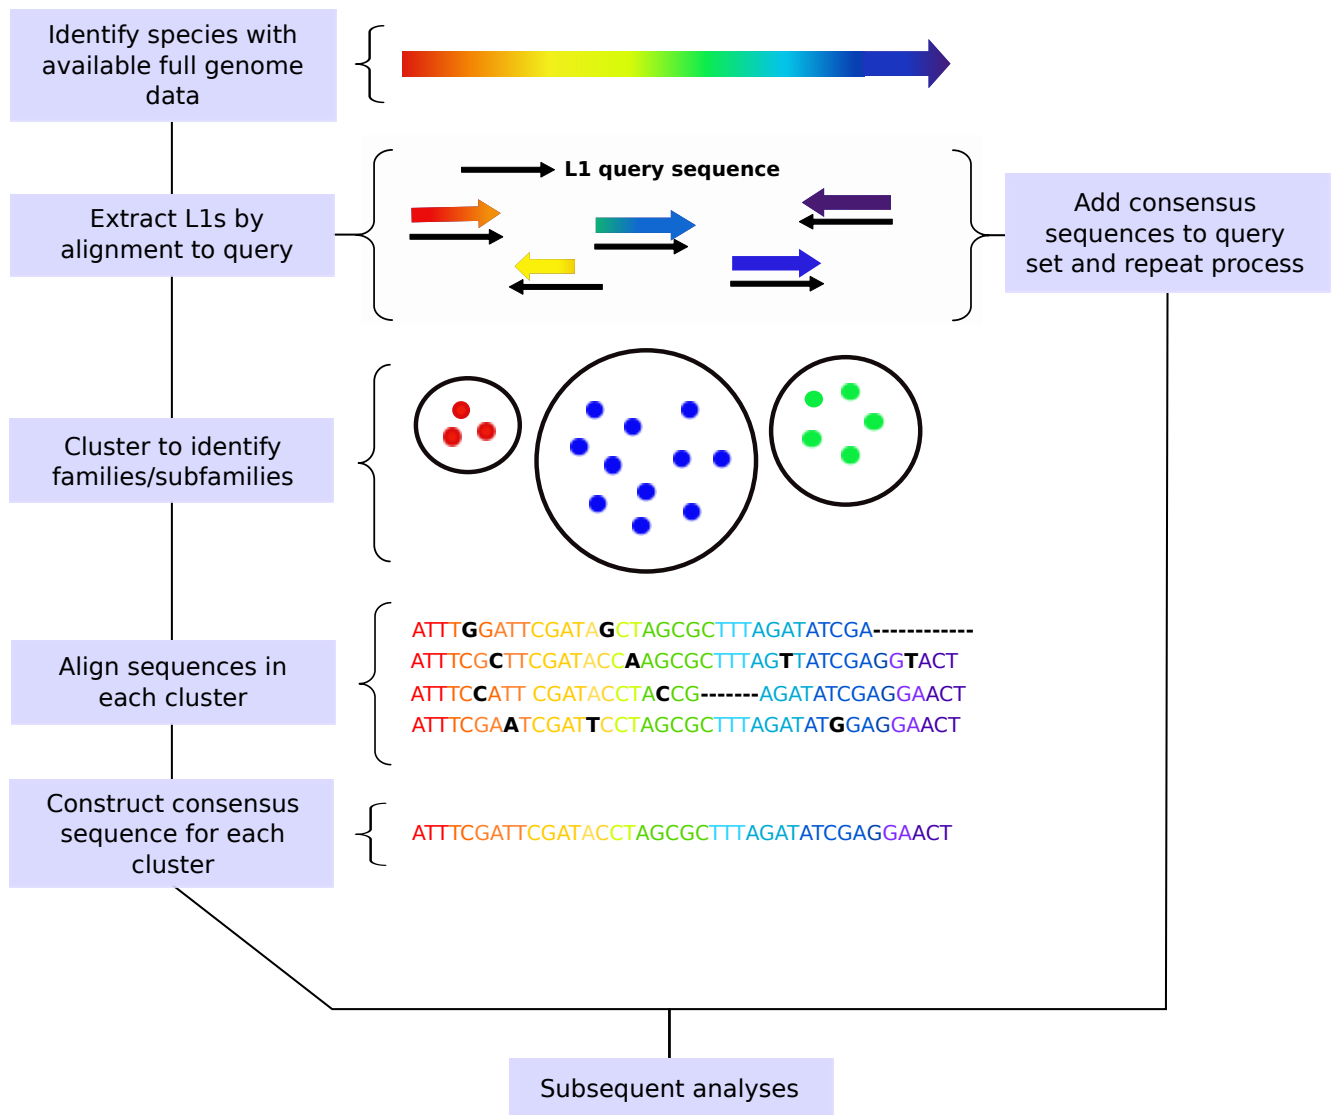 Identify species with
available full genome
data
L1 query sequence
Extract L1s by
alignment to query
Add consensus
sequences to query
set and repeat process
Cluster to identify
families/subfamilies
Align sequences in
each cluster
ATTTGGATTCGATAGCTAGCGCTTTAGATATCGA------------
ATTTCGCTTCGATACCAAGCGCTTTAGTTATCGAGGTACT
ATTTCCATT CGATACCTACCG-------AGATATCGAGGAACT
ATTTCGAATCGATTCCTAGCGCTTTAGATATGGAGGAACT
Construct consensus
sequence for each
cluster
ATTTCGATTCGATACCTAGCGCTTTAGATATCGAGGAACT
Subsequent analyses